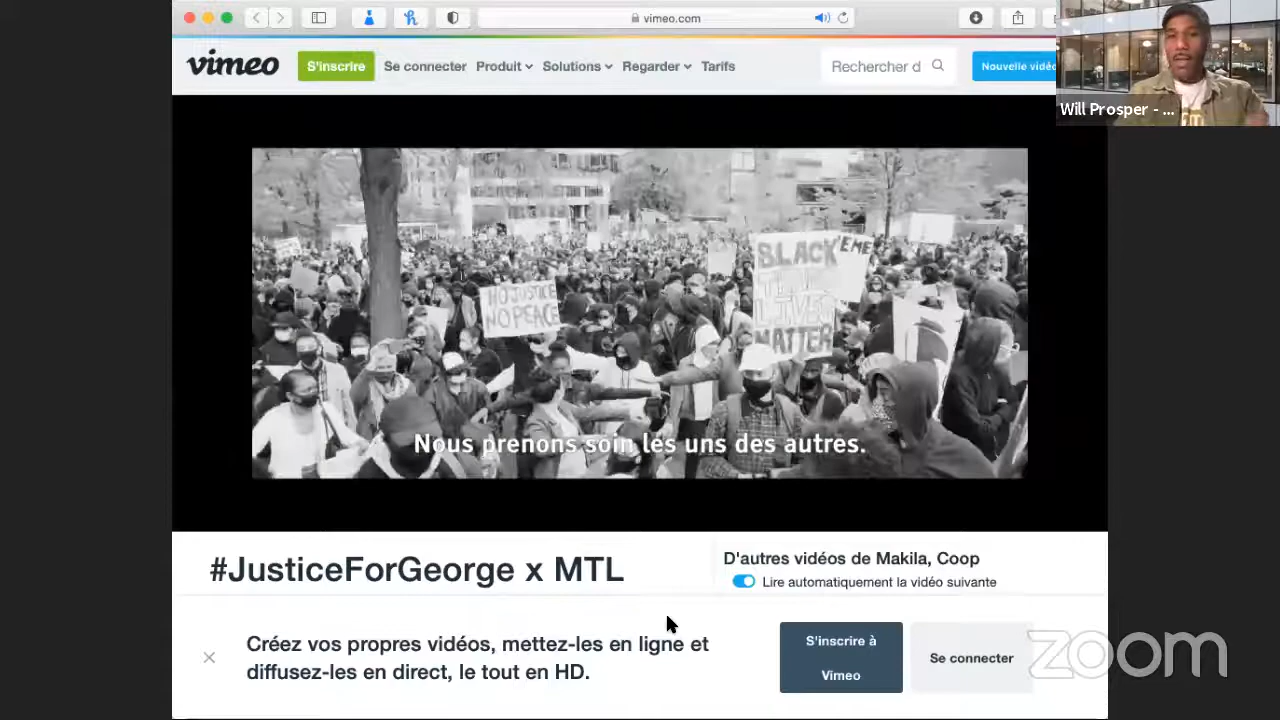 vimeo.com
vimeo
S'inscrire
Se connecter
Produit
Solutions
Regarder
Tarifs
Rechercher d
Nouvelle vidéo
Will Prosper - ...
NO JUSTICE
NO PEACE
BLACK
LIVES
MATTER
Nous prenons soin les uns des autres.
#JusticeForGeorge x MTL
D'autres vidéos de Makila, Coop
Lire automatiquement la vidéo suivante
Créez vos propres vidéos, mettez-les en ligne et
diffusez-les en direct, le tout en HD.
S'inscrire à
Vimeo
Se connecter
zoom